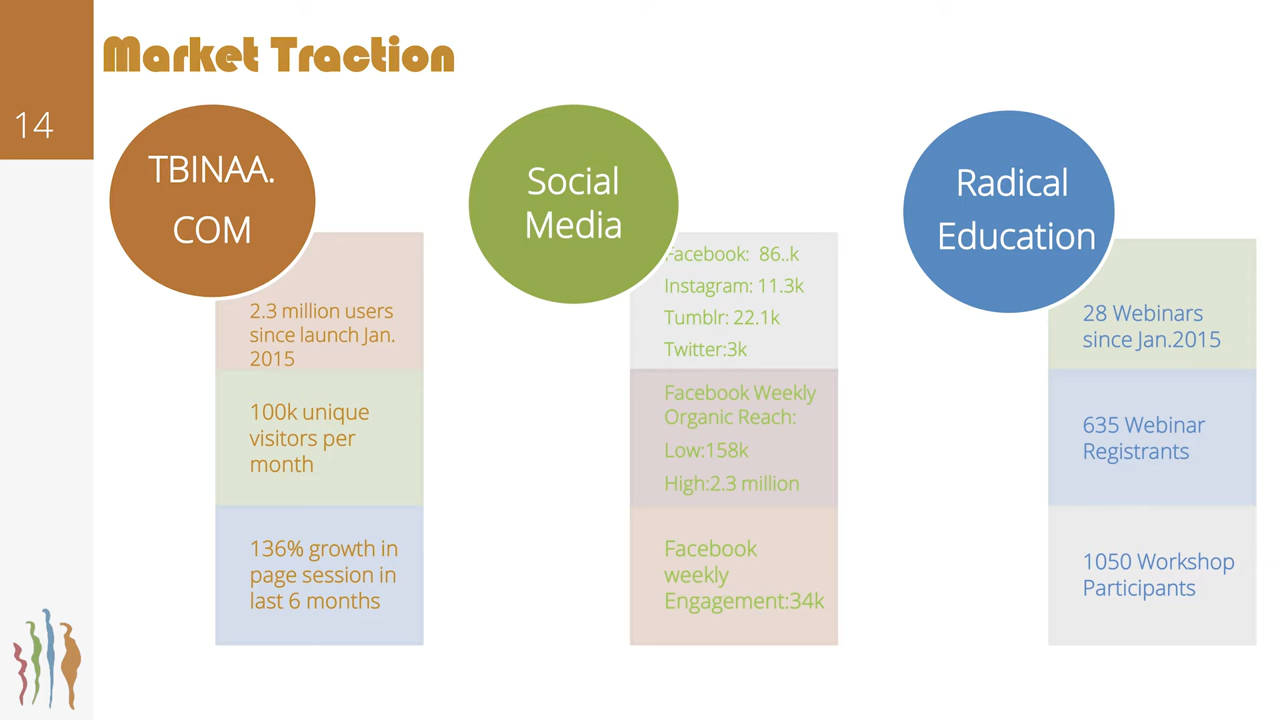 Market Traction
14
TBINAA.
COM
2.3 million users
since launch Jan.
2015
100k unique
visitors per
month
136% growth in
page session in
last 6 months
Social
Media
Facebook: 86..k
Instagram: 11.3k
Tumblr: 22.1k
Twitter:3k
Facebook Weekly
Organic Reach:
Low:158k
High:2.3 million
Facebook
weekly
Engagement:34k
Radical
Education
28 Webinars
since Jan.2015
635 Webinar
Registrants
1050 Workshop
Participants